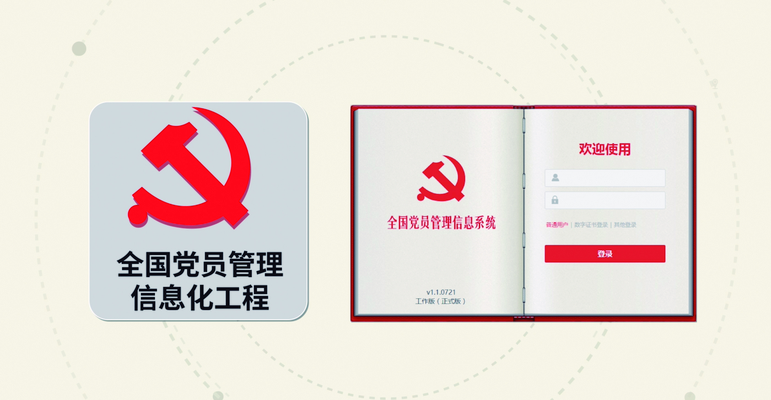 全国党员管理
信息化工程
全国党员管理信息系统
v1.1.0721
工作版（正式版）
欢迎使用
普通用户 | 数字证书登录 | 其他登录
登录